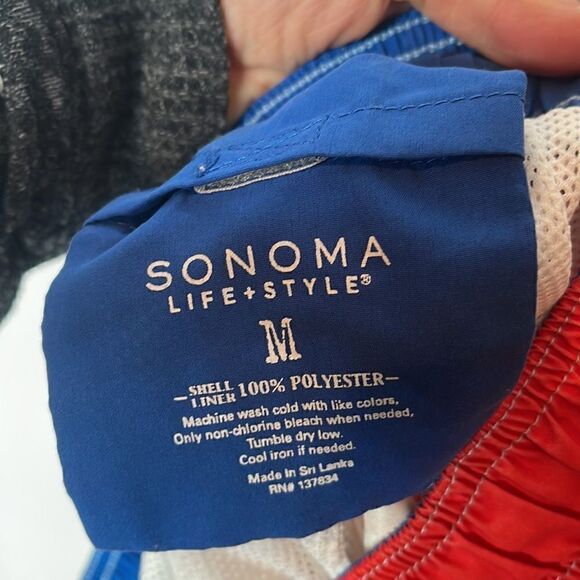 SONOMA
LIFE+STYLE®
M
—SHELL LINER 100% POLYESTER—
Machine wash cold with like colors,
Only non-chlorine bleach when needed,
Tumble dry low.
Cool iron if needed.
Made In Sri Lanka
RN# 137834